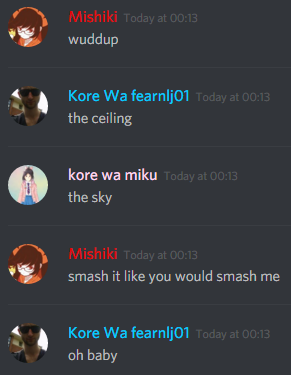 Mishiki Today at 00:13
wuddup
Kore Wa fearnlj01 Today at 00:13
the ceiling
kore wa miku Today at 00:13
the sky
Mishiki Today at 00:13
smash it like you would smash me
Kore Wa fearnlj01 Today at 00:13
oh baby